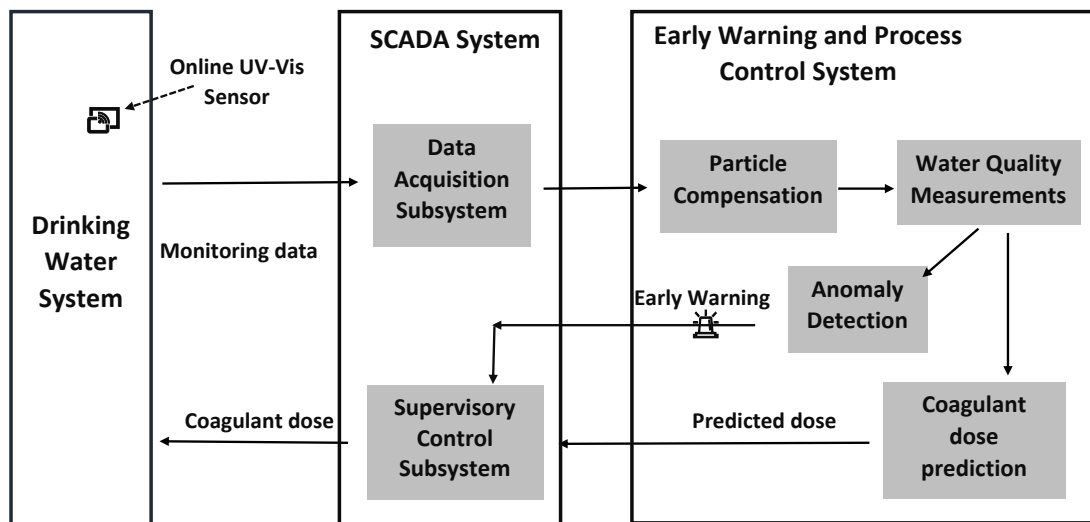 SCADA System
Early Warning and Process
Control System
Online UV-Vis
Sensor
Data
Acquisition
Subsystem
Particle
Compensation
Water Quality
Measurements
Drinking
Water
System
Monitoring data
Early Warning
Anomaly
Detection
Coagulant dose
Supervisory
Control
Subsystem
Predicted dose
Coagulant
dose
prediction